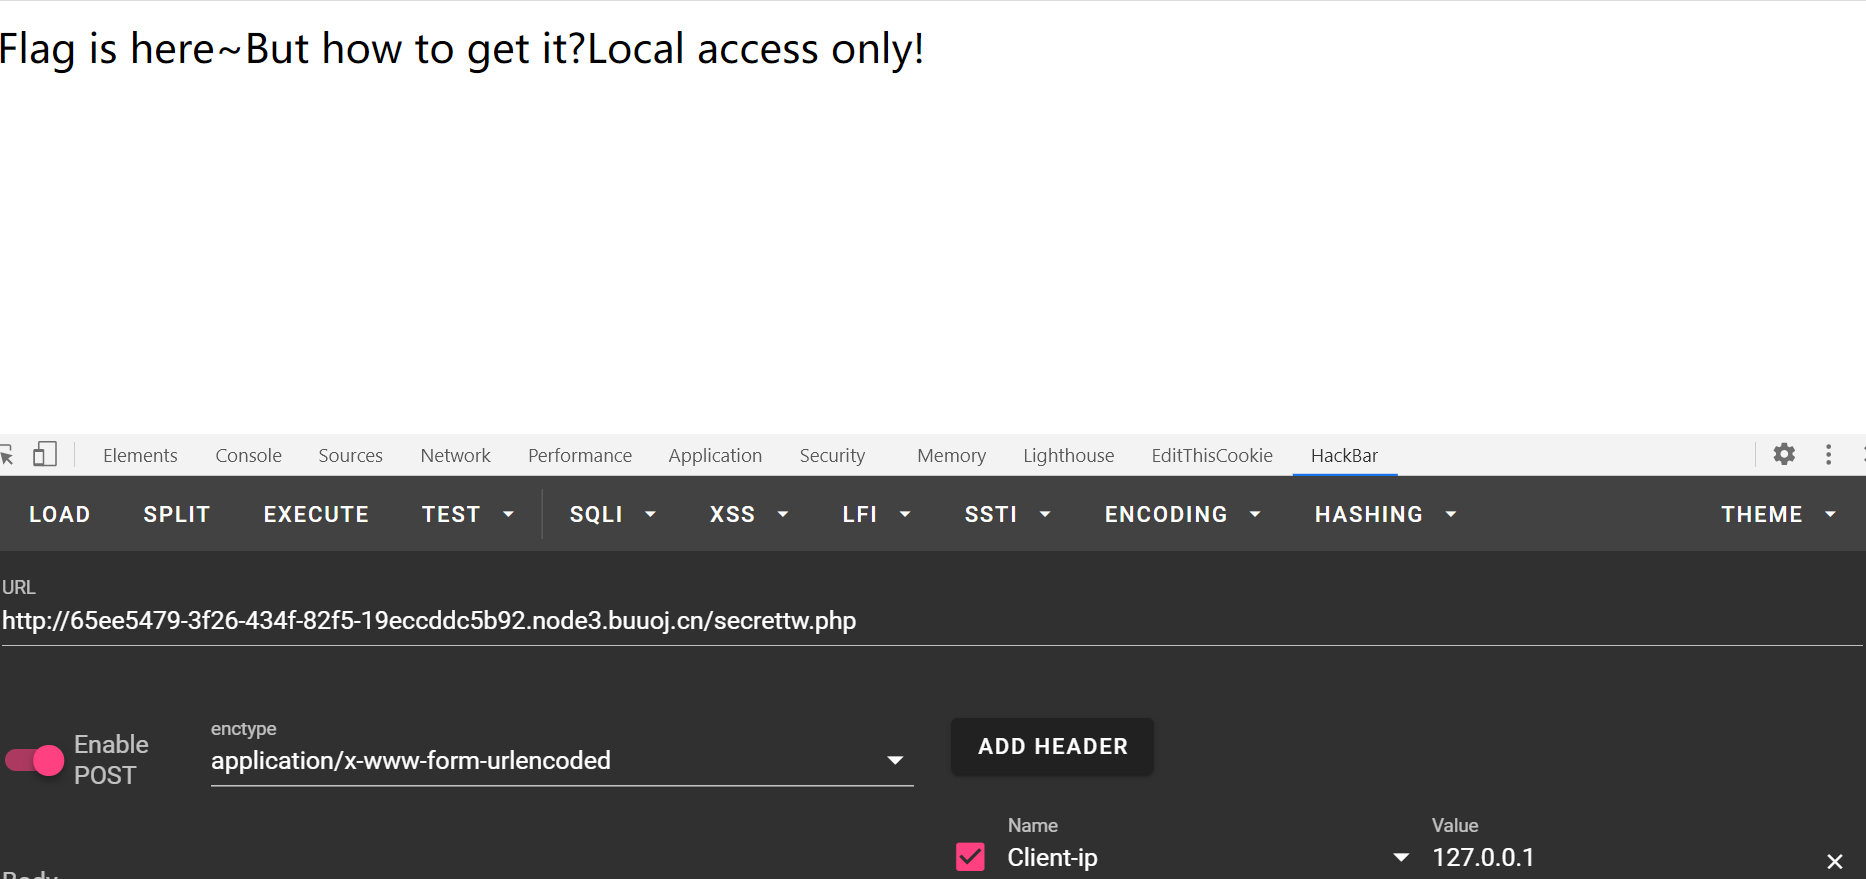 Flag is here~But how to get it?Local access only!
Elements Console Sources Network Performance Application Security Memory Lighthouse EditThisCookie HackBar
LOAD SPLIT EXECUTE TEST SQLI XSS LFI SSTI ENCODING HASHING THEME
URL
http://65ee5479-3f26-434f-82f5-19eccddc5b92.node3.buuoj.cn/secrettw.php
enctype
Enable
POST
application/x-www-form-urlencoded
ADD HEADER
Name Value
Client-ip 127.0.0.1
Body